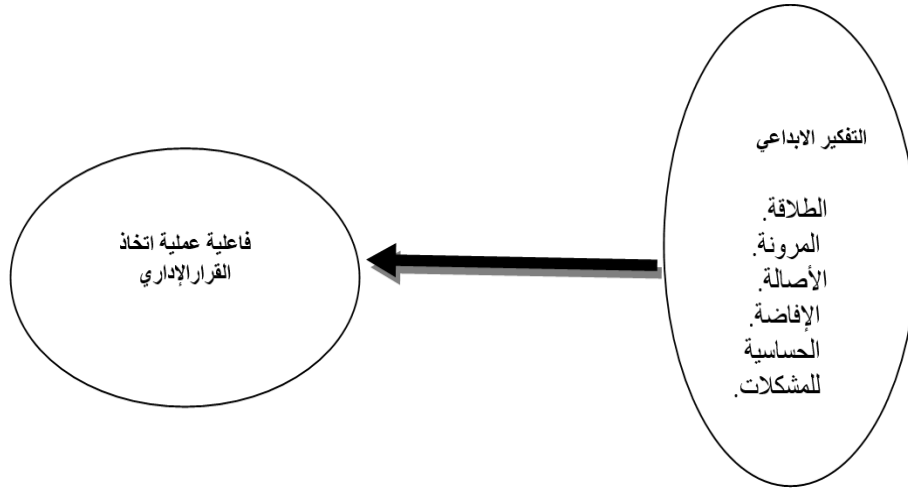 التفكير الابداعي
الطلاقة.
المرونة.
الأصالة.
الإفاضة.
الحساسية
للمشكلات.
فاعلية عملية اتخاذ
القرارالإداري